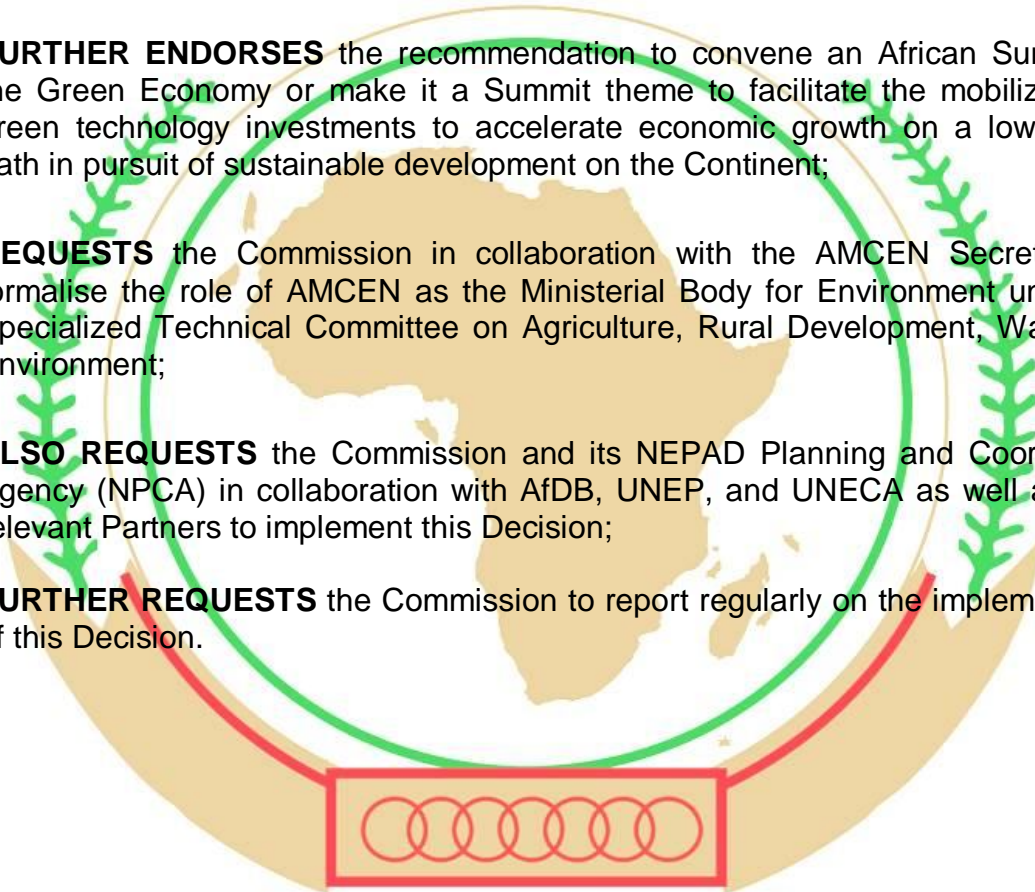 URTHER ENDORSES the recommendation to convene an African Su
he Green Economy or make it a Summit theme to facilitate the mobiliz
reen technology investments to accelerate economic growth on a low
ath in pursuit of sustainable development on the Continent;
EQUESTS the Commission in collaboration with the AMCEN Secret
ormalise the role of AMCEN as the Ministerial Body for Environment un
pecialized Technical Committee on Agriculture, Rural Development, Wa
nvironment;
LSO REQUESTS the Commission and its NEPAD Planning and Coor
gency (NPCA) in collaboration with AfDB, UNEP, and UNECA as well a
elevant Partners to implement this Decision;
URTHER REQUESTS the Commission to report regularly on the implem
f this Decision.